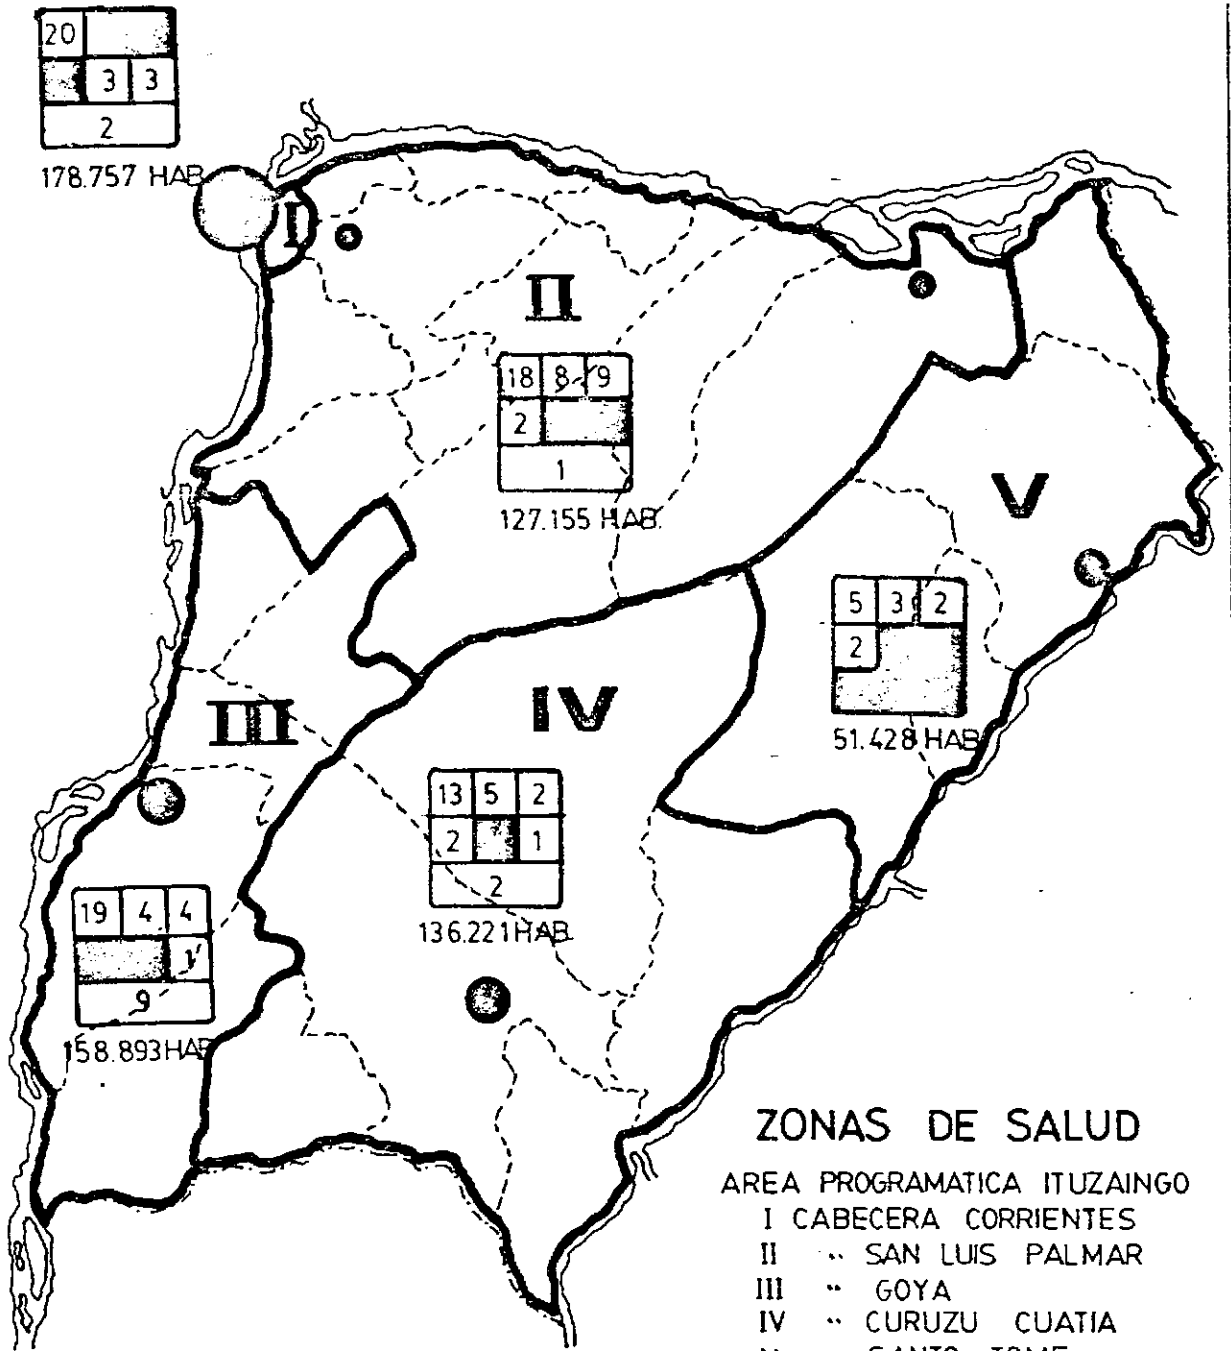 20
3 3
2
178.757 HAB
I
II
18 8 9
2
1
127.155 HAB.
V
5 3 2
2
51.428 HAB
III
IV
13 5 2
2 1
2
136.221 HAB
19 4 4
1
9
158.893 HAB
ZONAS DE SALUD
AREA PROGRAMATICA ITUZAINGO
I CABECERA CORRIENTES
II " SAN LUIS PALMAR
III " GOYA
IV " CURUZU CUATIA